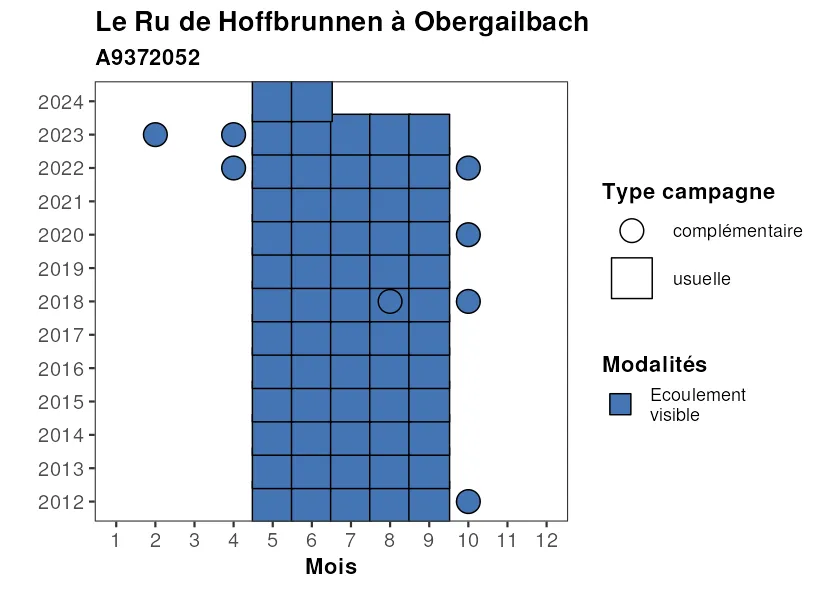 Le Ru de Hoffbrunnen à Obergailbach
A9372052
2024
2023
2022
2021
2020
2019
2018
2017
2016
2015
2014
2013
2012
1 2 3 4 5 6 7 8 9 10 11 12
Mois
Type campagne
complémentaire
usuelle
Modalités
Ecoulement
visible